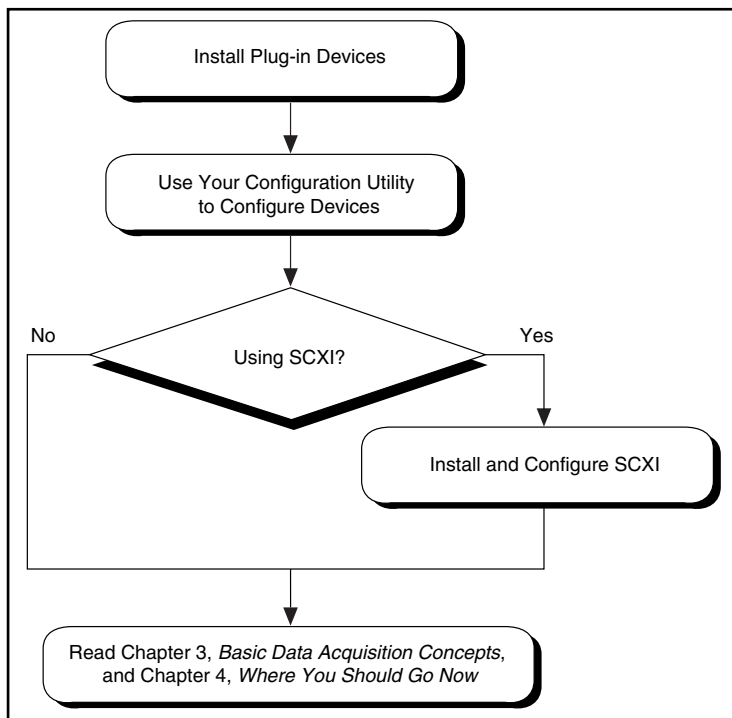 Install Plug-in Devices
Use Your Configuration Utility
to Configure Devices
No
Yes
Using SCXI?
Install and Configure SCXI
Read Chapter 3, Basic Data Acquisition Concepts,
and Chapter 4, Where You Should Go Now